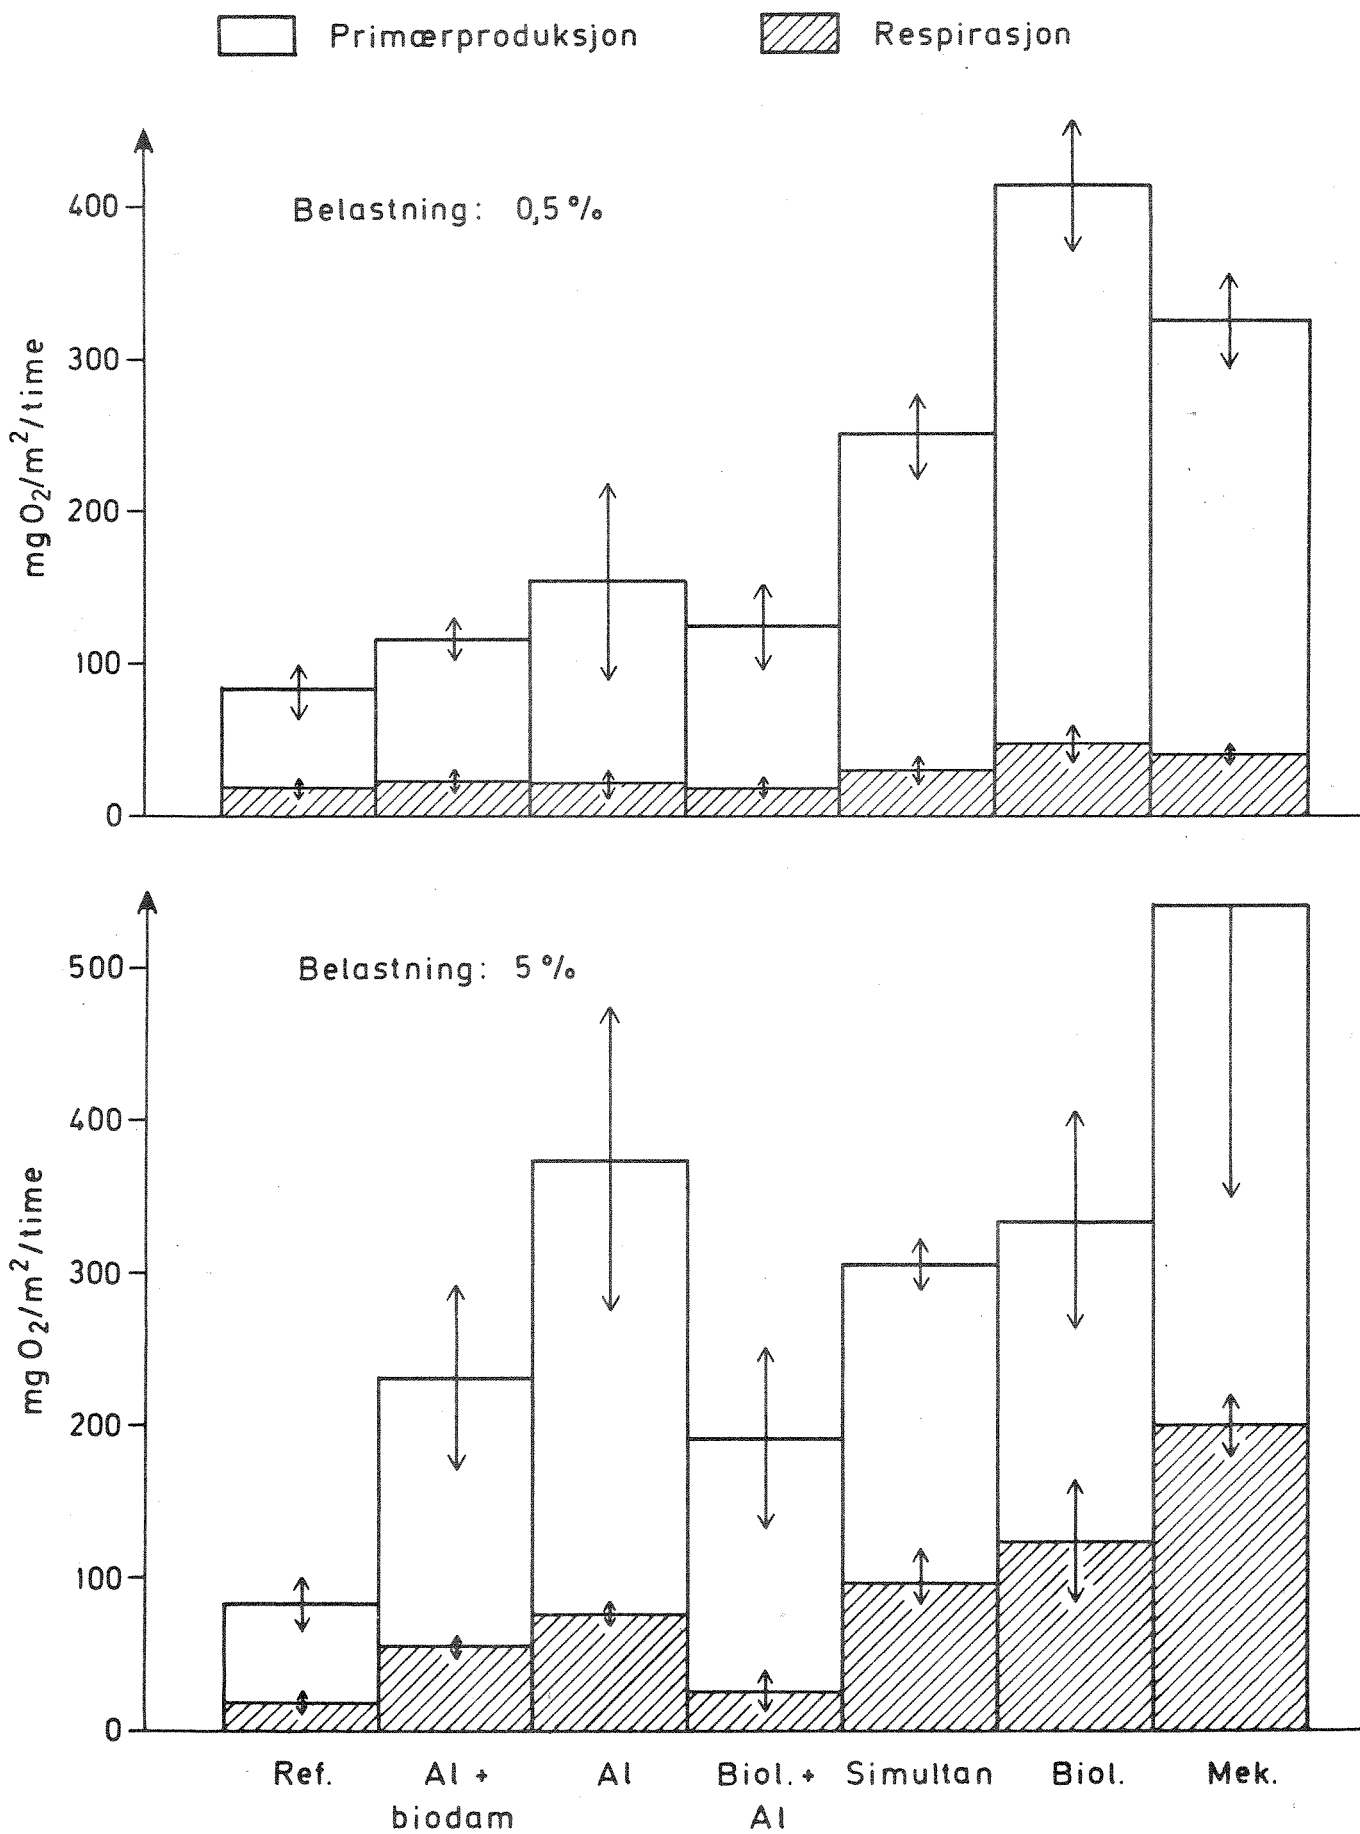 Primærproduksjon
Respirasjon
mg O₂/m²/time
400
300
200
100
0
Belastning: 0,5 %
mg O₂/m²/time
500
400
300
200
100
0
Belastning: 5 %
Ref.
Al +
biodam
Al
Biol. +
Al
Simultan
Biol.
Mek.